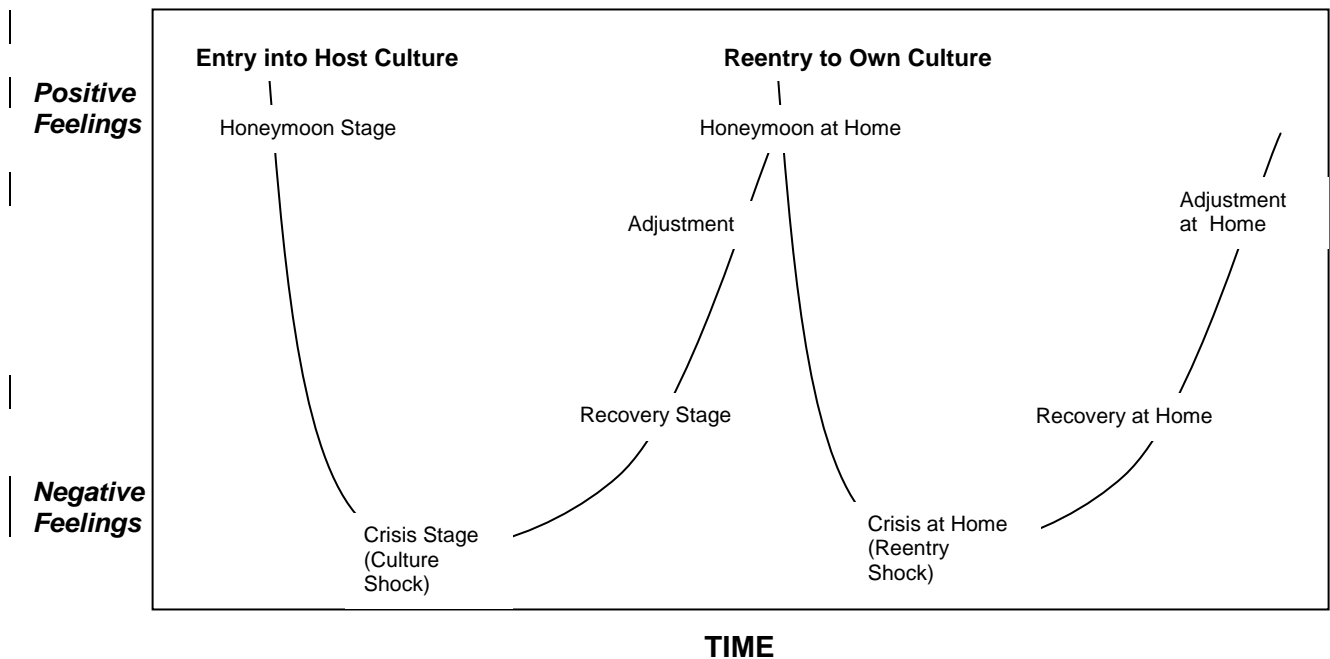 Entry into Host Culture
Reentry to Own Culture
Positive
Feelings
Honeymoon Stage
Honeymoon at Home
Adjustment
Adjustment
at Home
Recovery Stage
Recovery at Home
Negative
Feelings
Crisis Stage
(Culture
Shock)
Crisis at Home
(Reentry
Shock)
TIME